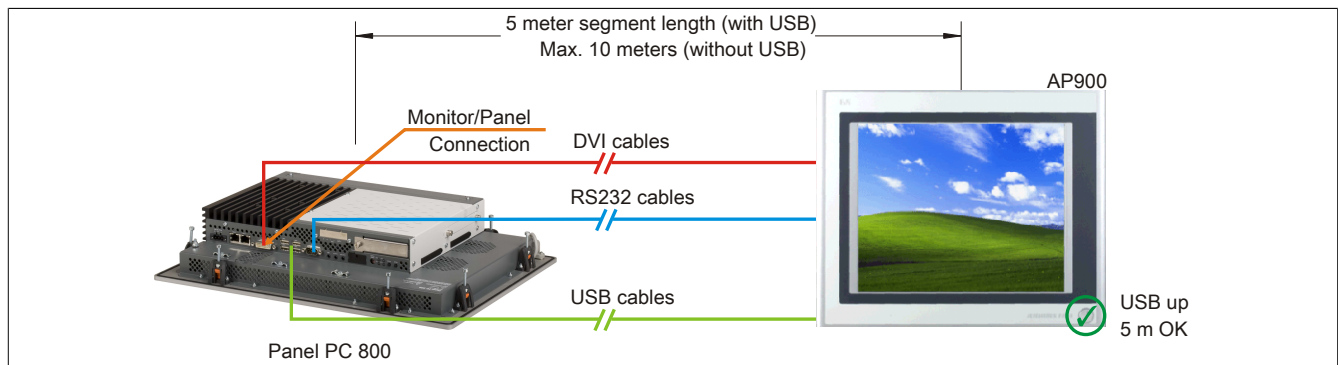 5 meter segment length (with USB)
Max. 10 meters (without USB)
AP900
Monitor/Panel
Connection
DVI cables
RS232 cables
USB cables
USB up
5 m OK
Panel PC 800